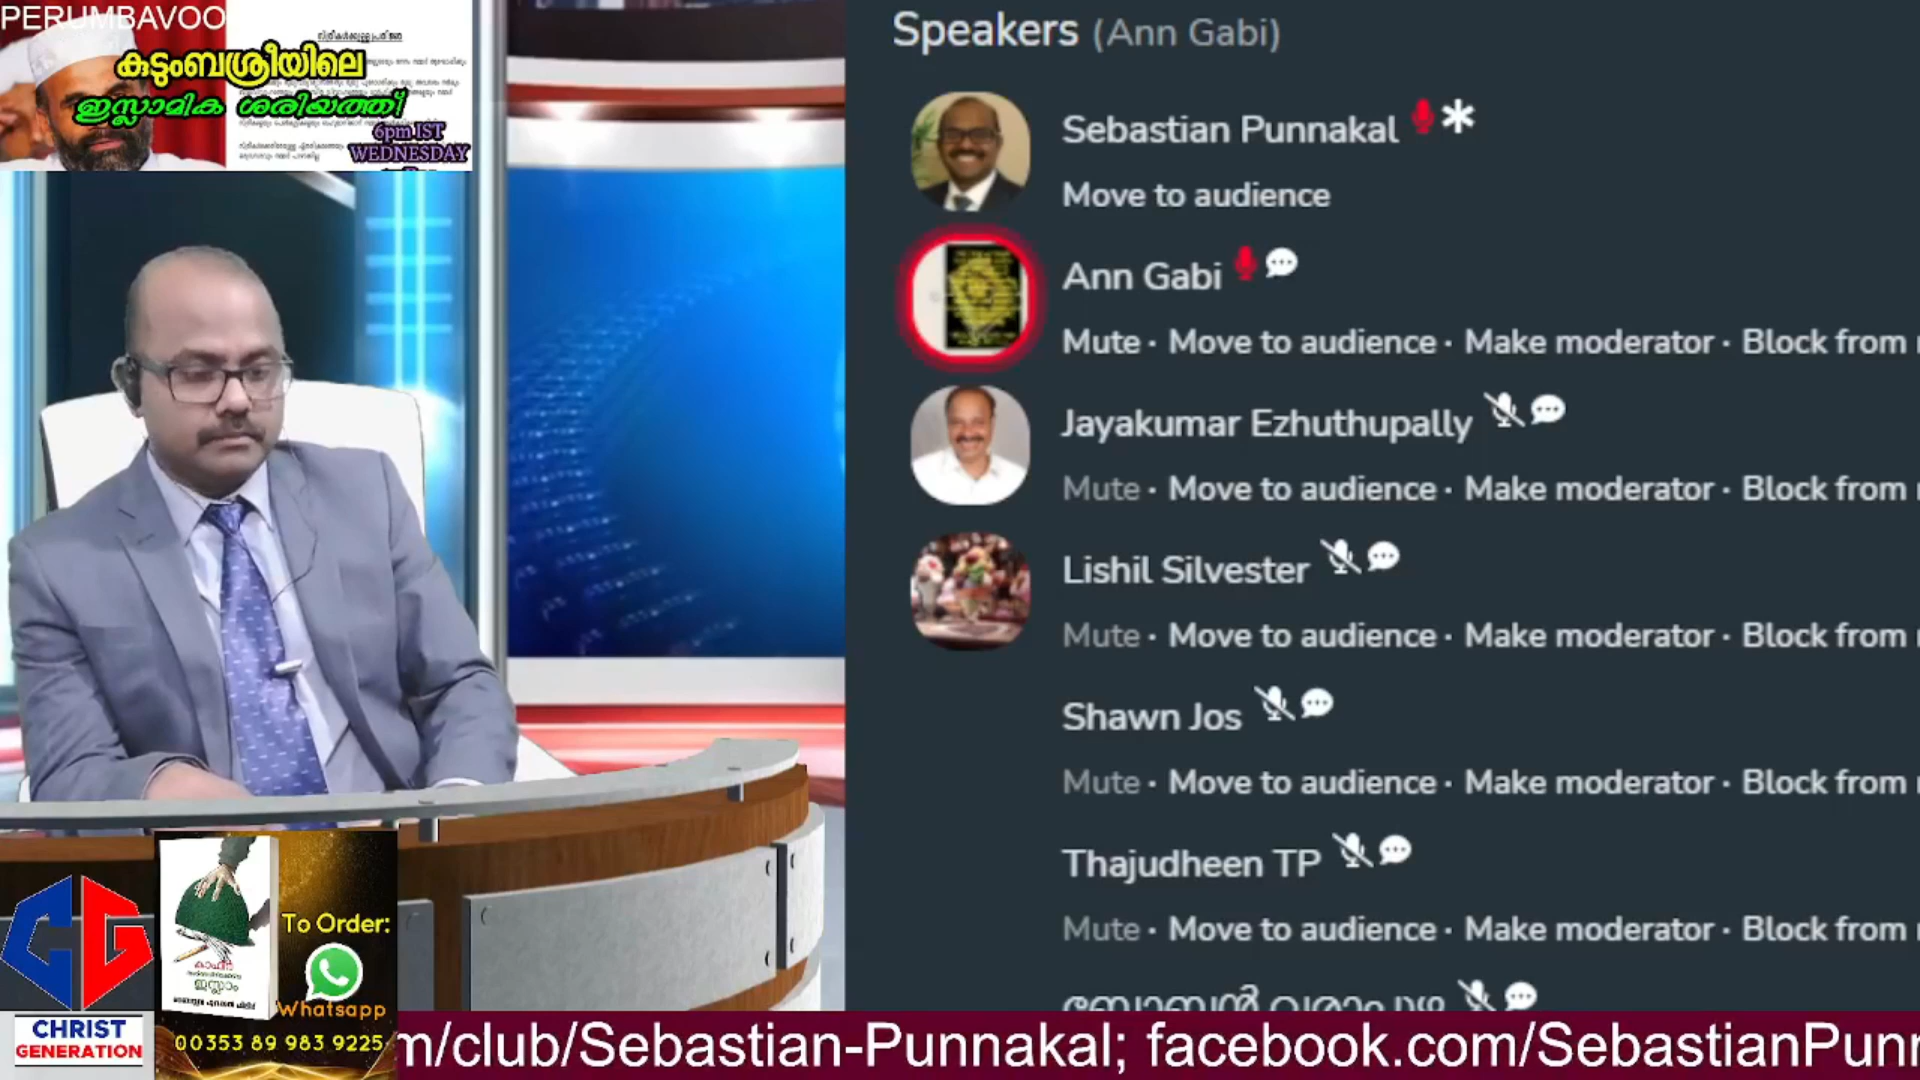 PERUMBAVOO
കുടുംബശ്രീയിലെ
ഇസ്ലാമിക ശരിയത്ത്!
6pm IST
WEDNESDAY
Speakers (Ann Gabi)
Sebastian Punnakal
Move to audience
Ann Gabi
Mute · Move to audience · Make moderator · Block from
Jayakumar Ezhuthupally
Mute · Move to audience · Make moderator · Block from
Lishil Silvester
Mute · Move to audience · Make moderator · Block from
Shawn Jos
Mute · Move to audience · Make moderator · Block from
Thajudheen TP
Mute · Move to audience · Make moderator · Block from
To Order:
Whatsapp
00353 89 983 9225
ഇസ്ലാം
CG
CHRIST
GENERATION
m/club/Sebastian-Punnakal; facebook.com/SebastianPunn